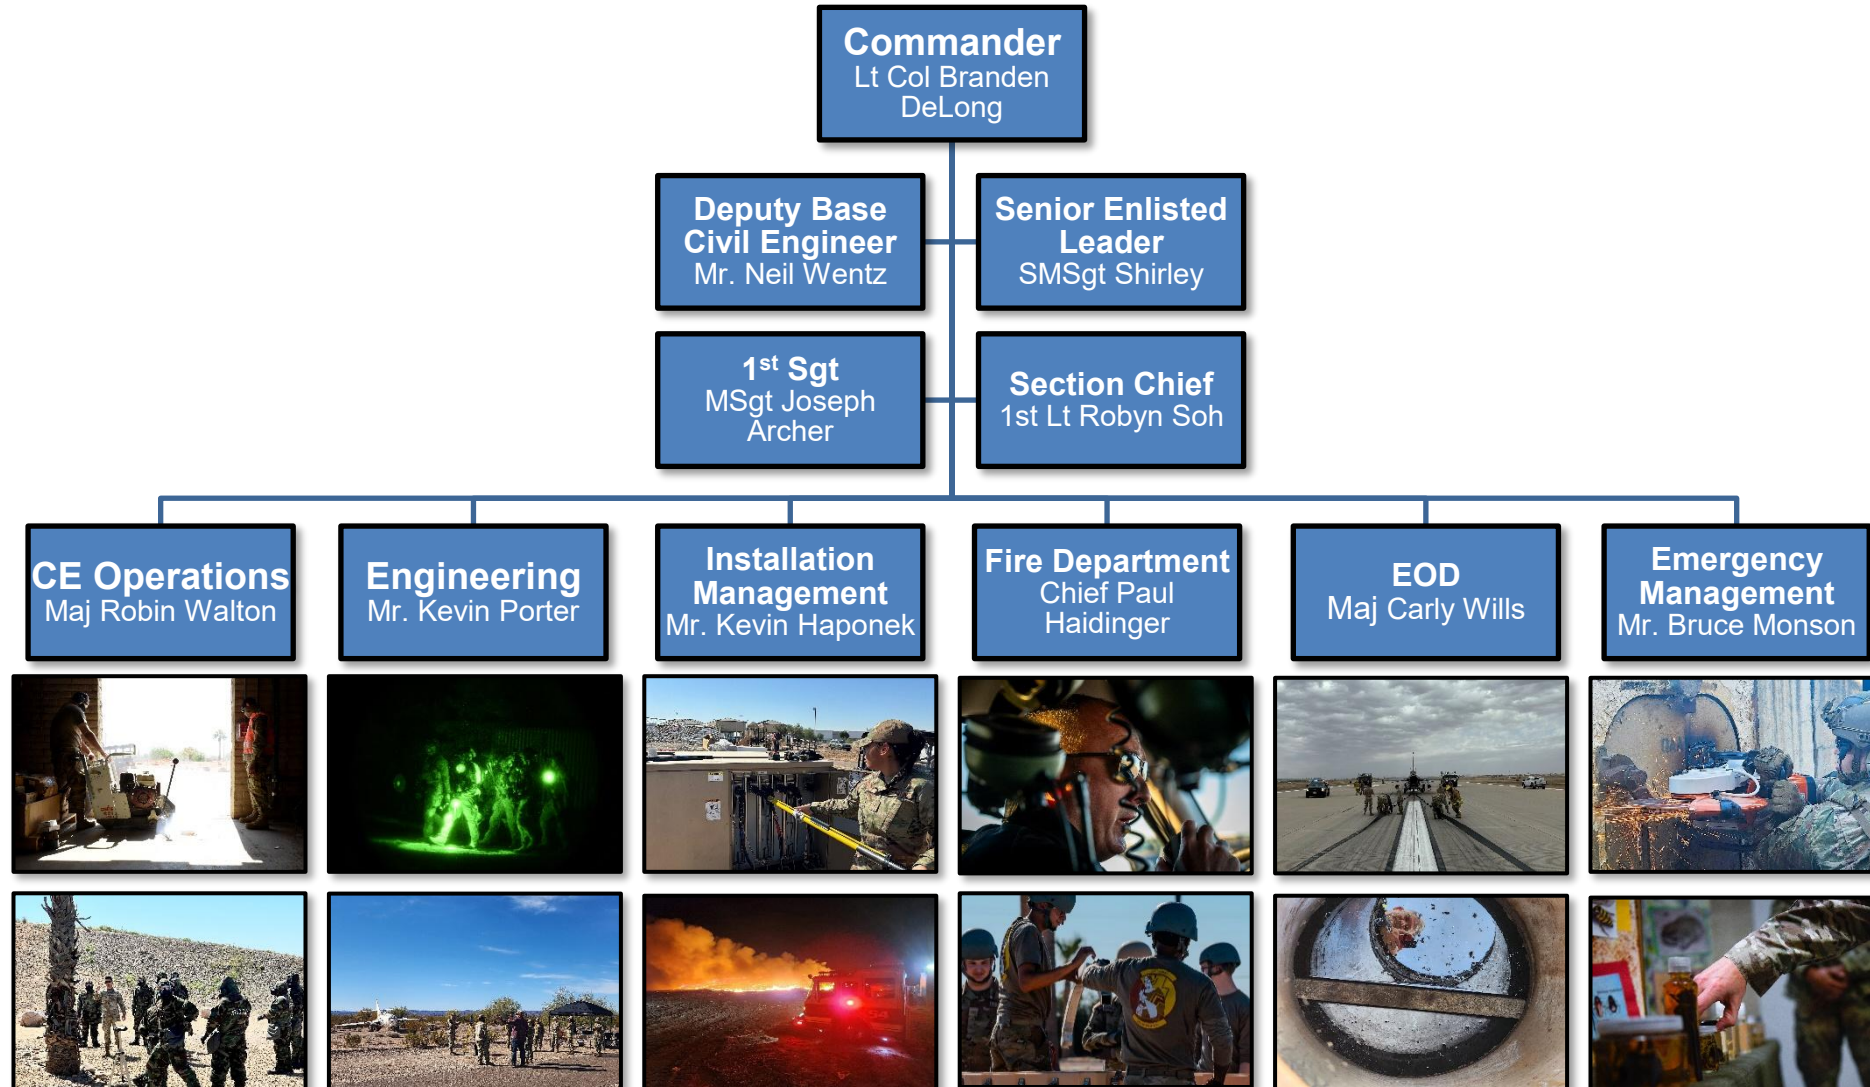 Commander
Lt Col Branden
DeLong
Deputy Base
Civil Engineer
Mr. Neil Wentz
Senior Enlisted
Leader
SMSgt Shirley
1st Sgt
MSgt Joseph
Archer
Section Chief
1st Lt Robyn Soh
CE Operations
Maj Robin Walton
Engineering
Mr. Kevin Porter
Installation
Management
Mr. Kevin Haponek
Fire Department
Chief Paul
Haidinger
EOD
Maj Carly Wills
Emergency
Management
Mr. Bruce Monson